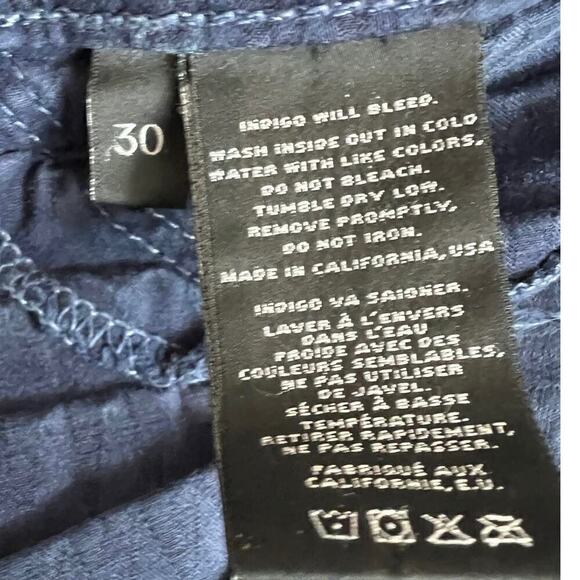 30
INDIGO WILL BLEED.
WASH INSIDE OUT IN COLD
WATER WITH LIKE COLORS,
DO NOT BLEACH.
TUMBLE DRY LOW.
REMOVE PROMPTLY,
DO NOT IRON.
MADE IN CALIFORNIA, USA
INDIGO VA SAIGNER.
LAVER À L'ENVERS
DANS L'EAU
FROIDE AVEC DES
COULEURS SEMBLABLES,
NE PAS UTILISER
DE JAVEL.
SÉCHER À BASSE
TEMPÉRATURE.
RETIRER RAPIDEMENT,
NE PAS REPASSER.
FABRIQUÉ AUX
CALIFORNIE, E.U.